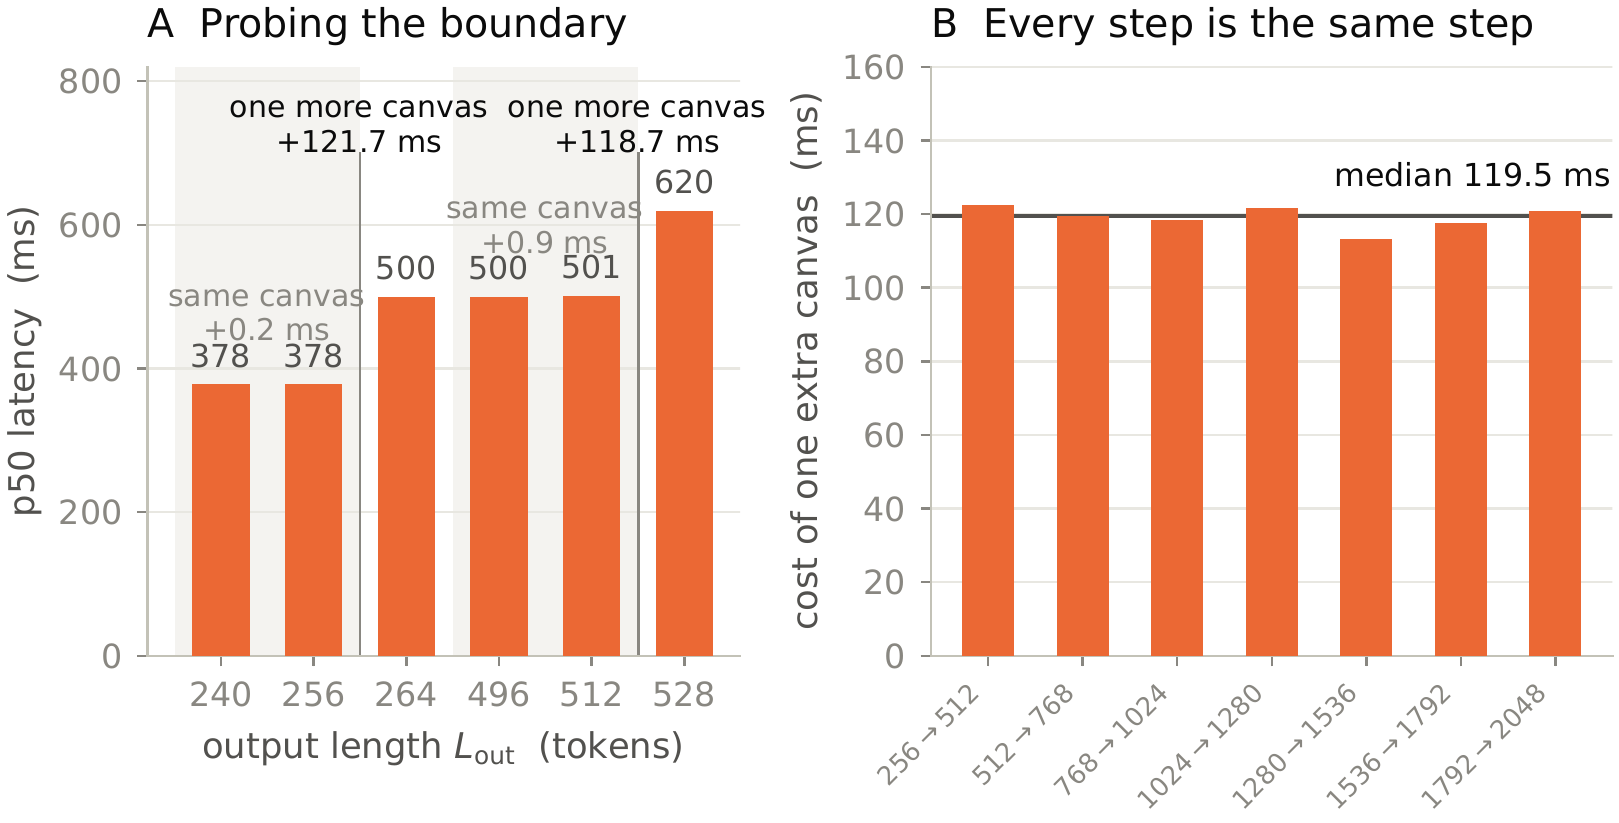 A Probing the boundary
800
600
400
200
0
p50 latency (ms)
one more canvas
+121.7 ms
one more canvas
+118.7 ms
same canvas
+0.2 ms
same canvas
+0.9 ms
378
378
500
500
501
620
240
256
264
496
512
528
output length Lout (tokens)
B Every step is the same step
160
140
120
100
80
60
40
20
0
cost of one extra canvas (ms)
median 119.5 ms
256→512
512→768
768→1024
1024→1280
1280→1536
1536→1792
1792→2048